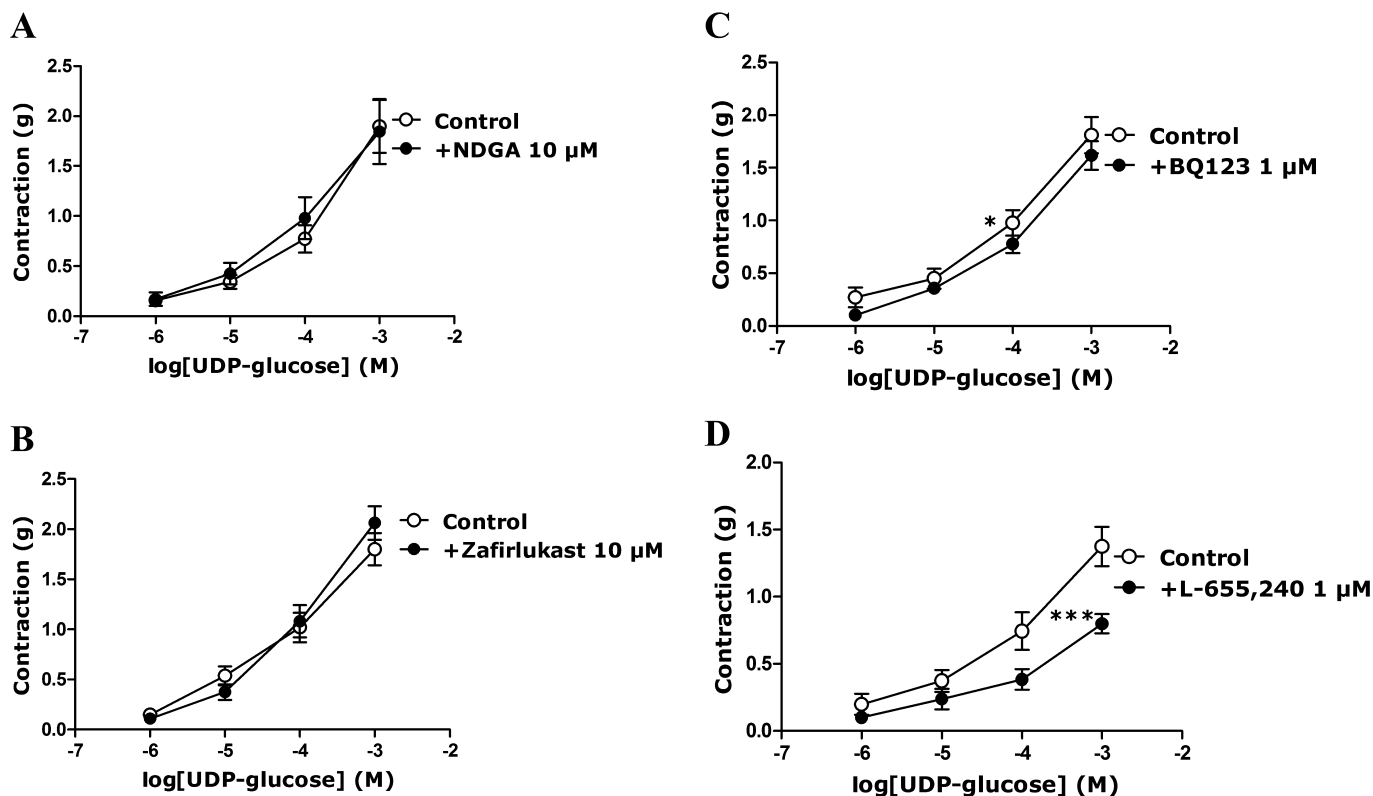 A
Contraction (g)
2.5
2.0
1.5
1.0
0.5
0.0
-7 -6 -5 -4 -3 -2
log[UDP-glucose] (M)
Control
+NDGA 10 µM
B
Contraction (g)
2.5
2.0
1.5
1.0
0.5
0.0
-7 -6 -5 -4 -3 -2
log[UDP-glucose] (M)
Control
+Zafirlukast 10 µM
C
Contraction (g)
2.5
2.0
1.5
1.0
0.5
0.0
*
-7 -6 -5 -4 -3 -2
log[UDP-glucose] (M)
Control
+BQ123 1 µM
D
Contraction (g)
2.0
1.5
1.0
0.5
0.0
***
-7 -6 -5 -4 -3 -2
log[UDP-glucose] (M)
Control
+L-655,240 1 µM